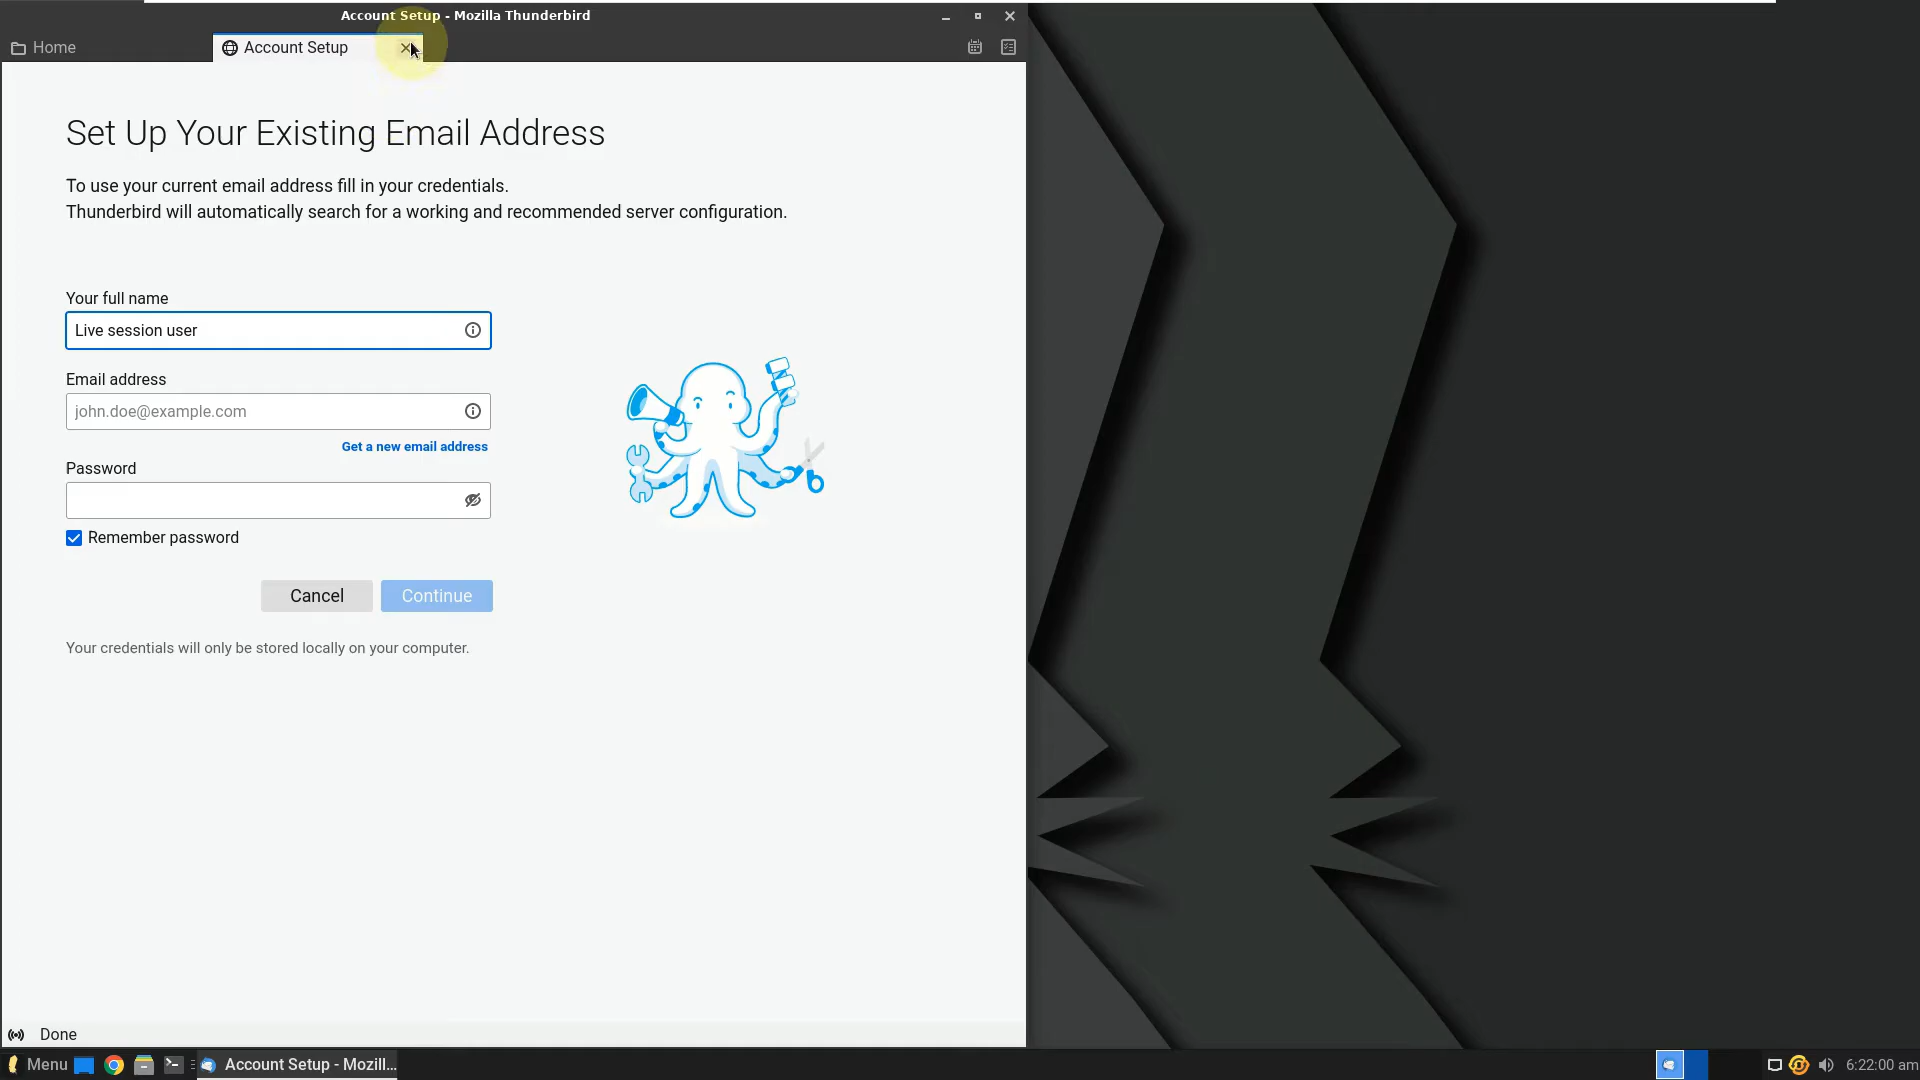 Account Setup - Mozilla Thunderbird
Home
Account Setup
Set Up Your Existing Email Address
To use your current email address fill in your credentials.
Thunderbird will automatically search for a working and recommended server configuration.
Your full name
Live session user
Email address
john.doe@example.com
Get a new email address
Password
Remember password
Cancel
Continue
Your credentials will only be stored locally on your computer.
Done
Menu
Account Setup - Mozill...
6:22:00 am